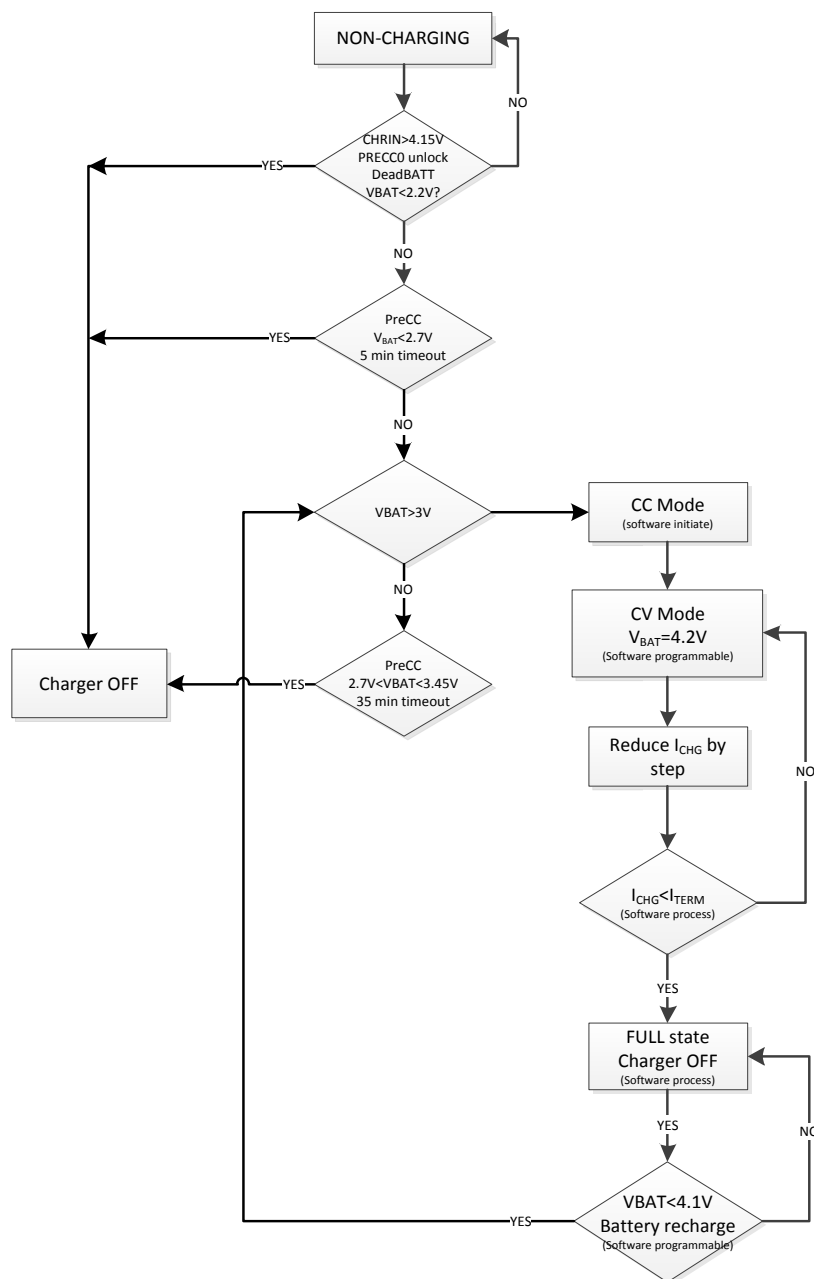 NON-CHARGING
NO
CHRIN>4.15V
PRECC0 unlock
DeadBATT
VBAT<2.2V?
YES
NO
PreCC
VBAT<2.7V
5 min timeout
YES
NO
VBAT>3V
CC Mode
(software initiate)
NO
CV Mode
VBAT=4.2V
(Software programmable)
PreCC
2.7V<VBAT<3.45V
35 min timeout
YES
Charger OFF
Reduce ICHG by
step
NO
ICHG<ITERM
(Software process)
YES
FULL state
Charger OFF
(Software process)
YES
NO
VBAT<4.1V
Battery recharge
(Software programmable)
YES